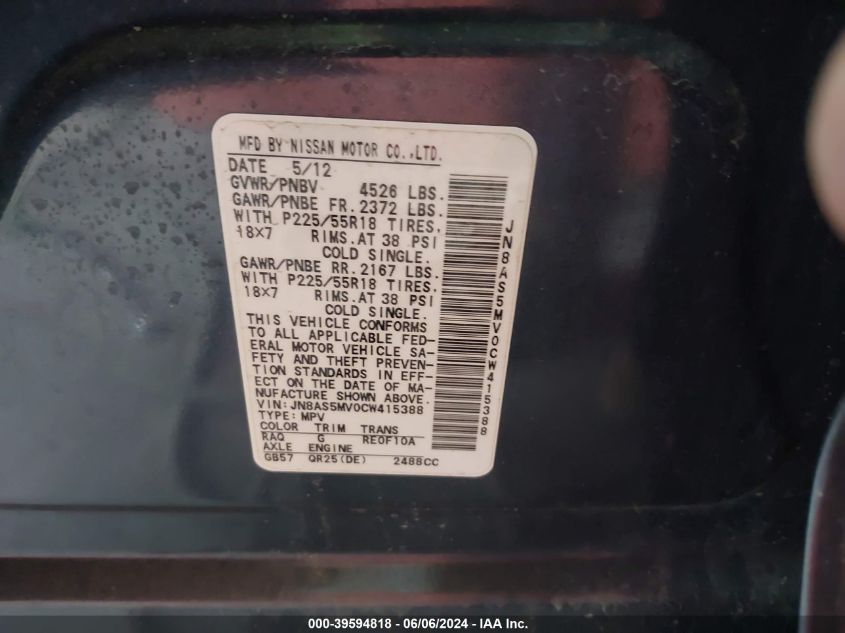 MFD BY NISSAN MOTOR CO.,LTD.
DATE 5/12
GVWR/PNBV 4526 LBS.
GAWR/PNBE FR.2372 LBS.
WITH P225/55R18 TIRES.
18×7 RIMS.AT 38 PSI
COLD SINGLE.
GAWR/PNBE RR.2167 LBS.
WITH P225/55R18 TIRES.
18×7 RIMS.AT 38 PSI
COLD SINGLE.
THIS VEHICLE CONFORMS
TO ALL APPLICABLE FED-
ERAL MOTOR VEHICLE SA-
FETY AND THEFT PREVEN-
TION STANDARDS IN EFF-
ECT ON THE DATE OF MA-
NUFACTURE SHOWN ABOVE.
VIN:JN8AS5MV0CW415388
TYPE:MPV
COLOR TRIM TRANS
RAQ G RE0F10A
AXLE ENGINE
GB57 QR25(DE) 2488CC
JN8AS5MV0CW415388
000-39594818 - 06/06/2024 - IAA Inc.